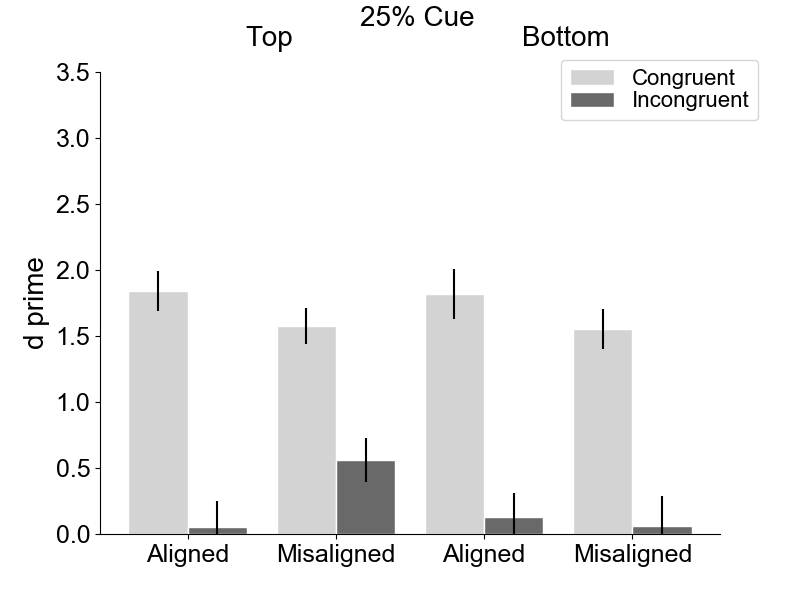 25% Cue
Top
Bottom
Congruent
Incongruent
d prime
3.5
3.0
2.5
2.0
1.5
1.0
0.5
0.0
Aligned
Misaligned
Aligned
Misaligned